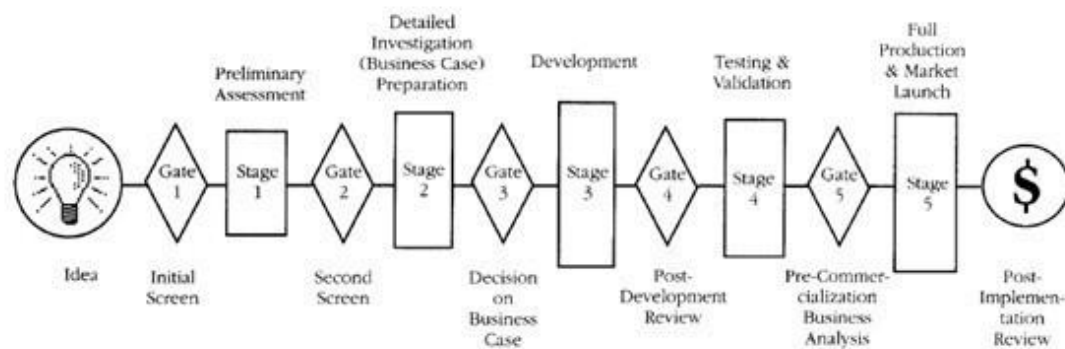 Preliminary
Assessment
Detailed
Investigation
(Business Case)
Preparation
Development
Testing &
Validation
Full
Production
& Market
Launch
Gate
1
Stage
1
Gate
2
Stage
2
Gate
3
Stage
3
Gate
4
Stage
4
Gate
5
Stage
5
$
Idea
Initial
Screen
Second
Screen
Decision
on
Business
Case
Post-
Development
Review
Pre-Commer-
cialization
Business
Analysis
Post-
Implemen-
tation
Review